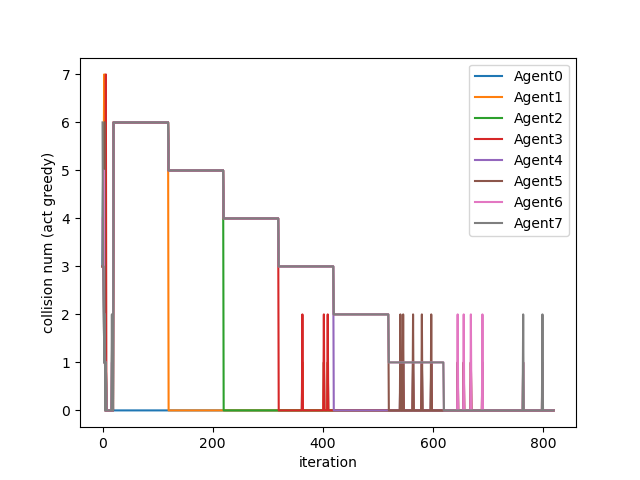 7
6
5
4
3
2
1
0
collision num (act greedy)
Agent0
Agent1
Agent2
Agent3
Agent4
Agent5
Agent6
Agent7
0 200 400 600 800
iteration